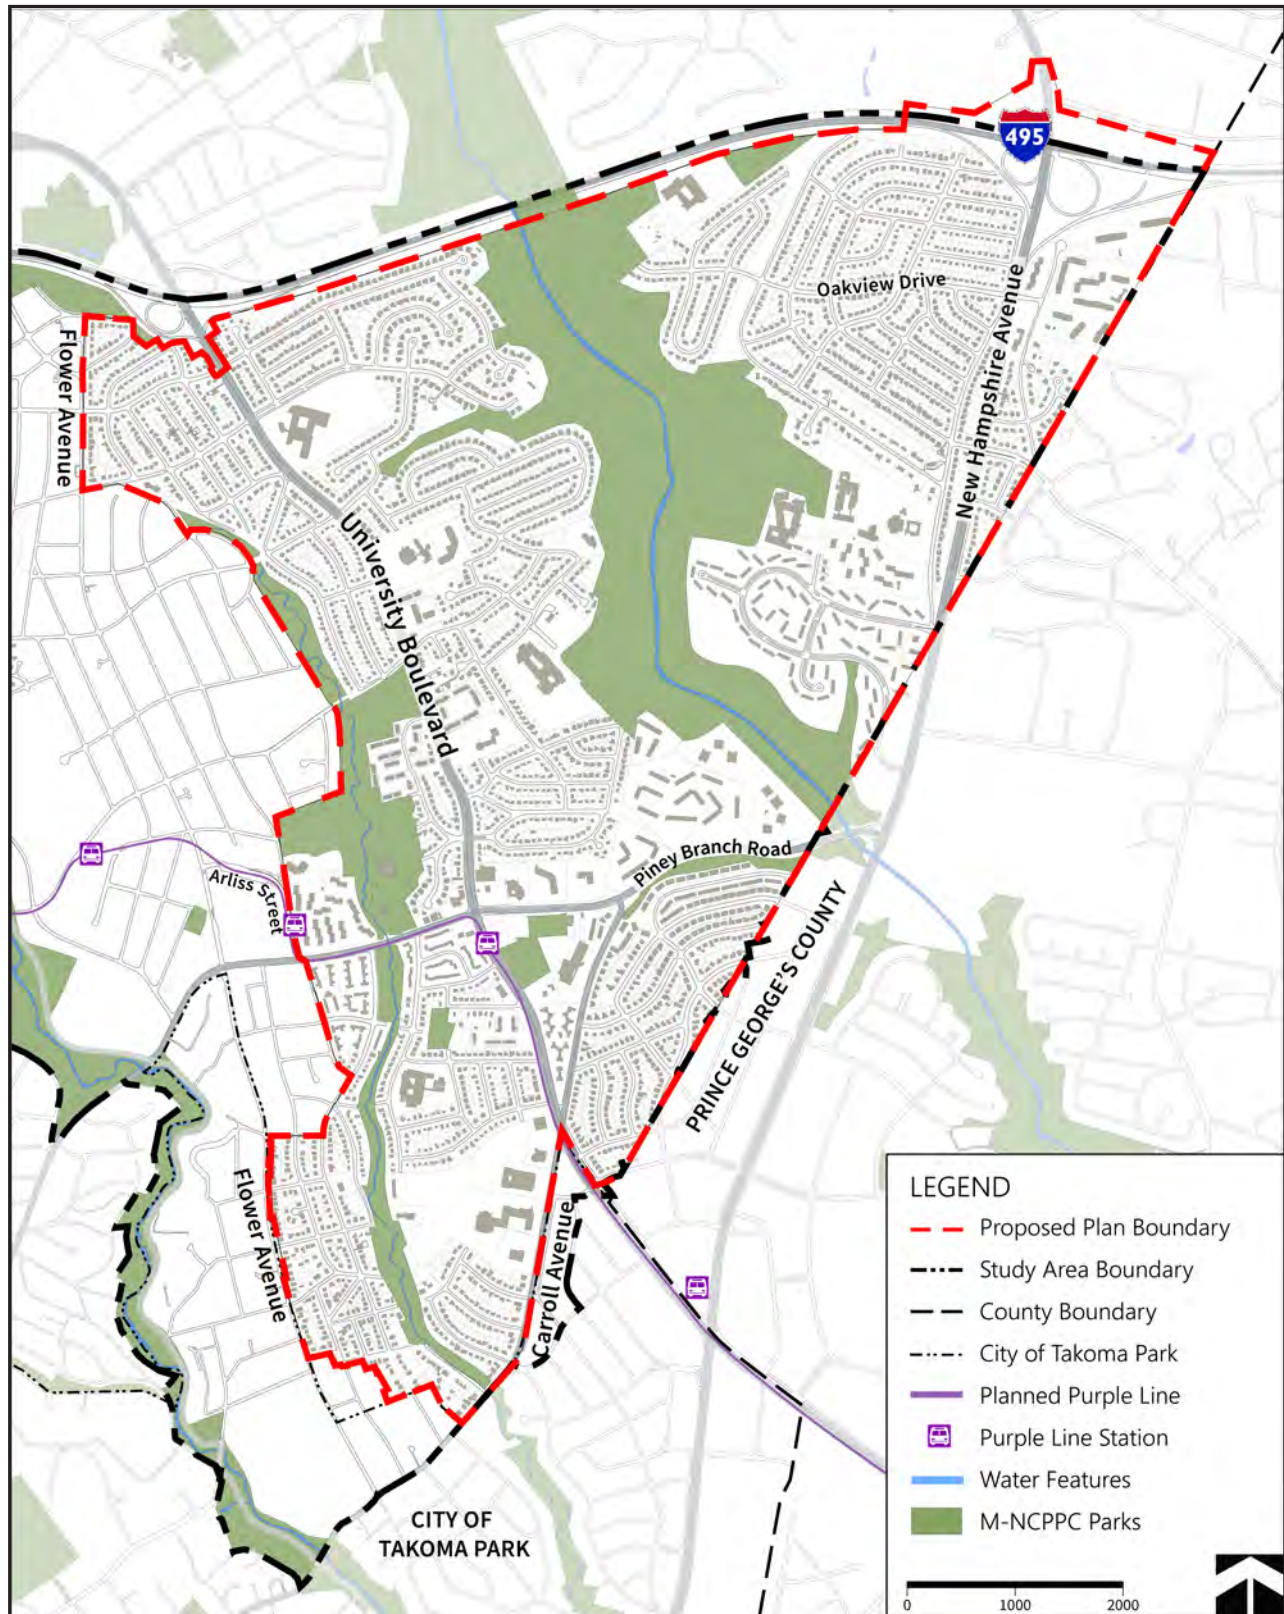 495
Oakview Drive
New Hampshire Avenue
Flower Avenue
University Boulevard
Piney Branch Road
Arliss Street
PRINCE GEORGE'S COUNTY
Flower Avenue
Carroll Avenue
CITY OF
TAKOMA PARK
LEGEND
Proposed Plan Boundary
Study Area Boundary
County Boundary
City of Takoma Park
Planned Purple Line
Purple Line Station
Water Features
M-NCPPC Parks
0 1000 2000